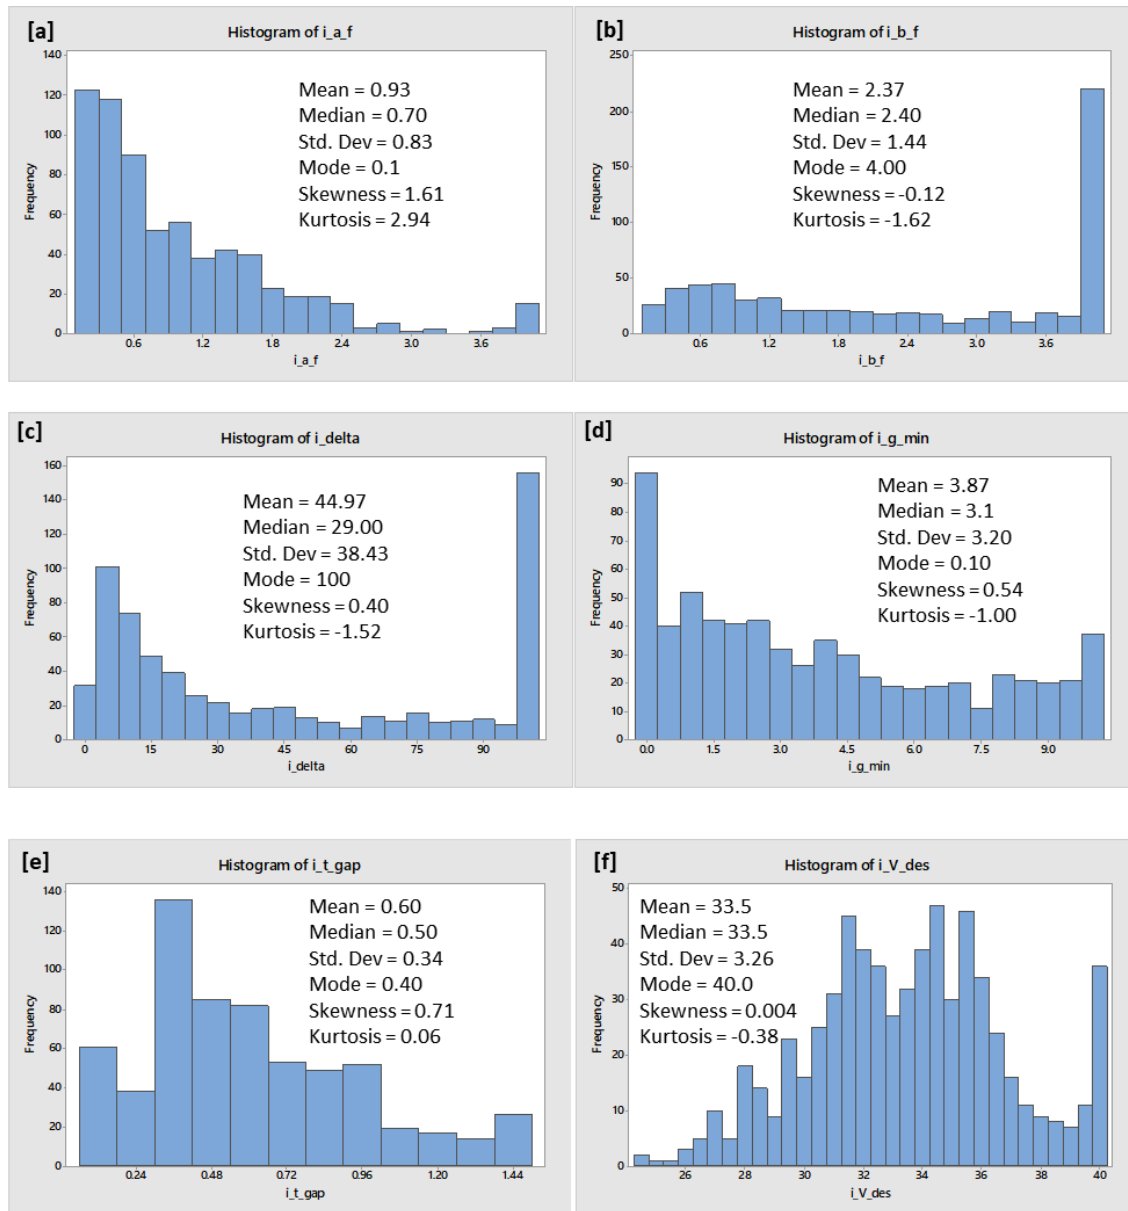 [a]
Histogram of i_a_f
Mean = 0.93
Median = 0.70
Std. Dev = 0.83
Mode = 0.1
Skewness = 1.61
Kurtosis = 2.94
Frequency
140
120
100
80
60
40
20
0
0.6 1.2 1.8 2.4 3.0 3.6
i_a_f
[b]
Histogram of i_b_f
Mean = 2.37
Median = 2.40
Std. Dev = 1.44
Mode = 4.00
Skewness = -0.12
Kurtosis = -1.62
Frequency
250
200
150
100
50
0
0.6 1.2 1.8 2.4 3.0 3.6
i_b_f
[c]
Histogram of i_delta
Mean = 44.97
Median = 29.00
Std. Dev = 38.43
Mode = 100
Skewness = 0.40
Kurtosis = -1.52
Frequency
160
140
120
100
80
60
40
20
0
0 15 30 45 60 75 90
i_delta
[d]
Histogram of i_g_min
Mean = 3.87
Median = 3.1
Std. Dev = 3.20
Mode = 0.10
Skewness = 0.54
Kurtosis = -1.00
Frequency
90
80
70
60
50
40
30
20
10
0
0.0 1.5 3.0 4.5 6.0 7.5 9.0
i_g_min
[e]
Histogram of i_t_gap
Mean = 0.60
Median = 0.50
Std. Dev = 0.34
Mode = 0.40
Skewness = 0.71
Kurtosis = 0.06
Frequency
140
120
100
80
60
40
20
0
0.24 0.48 0.72 0.96 1.20 1.44
i_t_gap
[f]
Histogram of i_V_des
Mean = 33.5
Median = 33.5
Std. Dev = 3.26
Mode = 40.0
Skewness = 0.004
Kurtosis = -0.38
Frequency
50
40
30
20
10
0
26 28 30 32 34 36 38 40
i_V_des